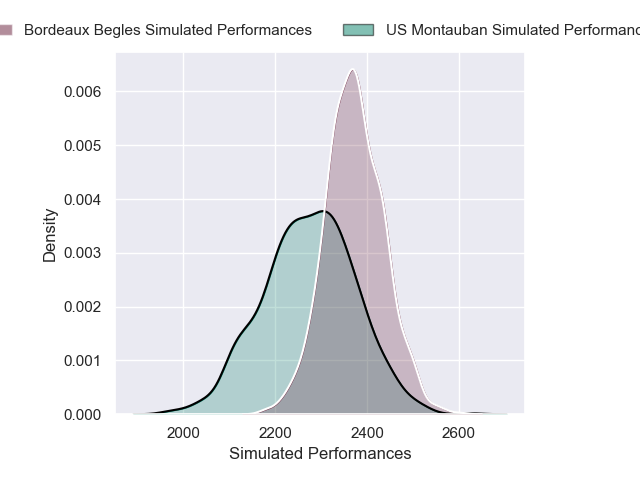 Bordeaux Begles Simulated Performances
US Montauban Simulated
0.006
0.005
0.004
0.003
0.002
0.001
0.000
Density
2000 2200 2400 2600
Simulated Performances